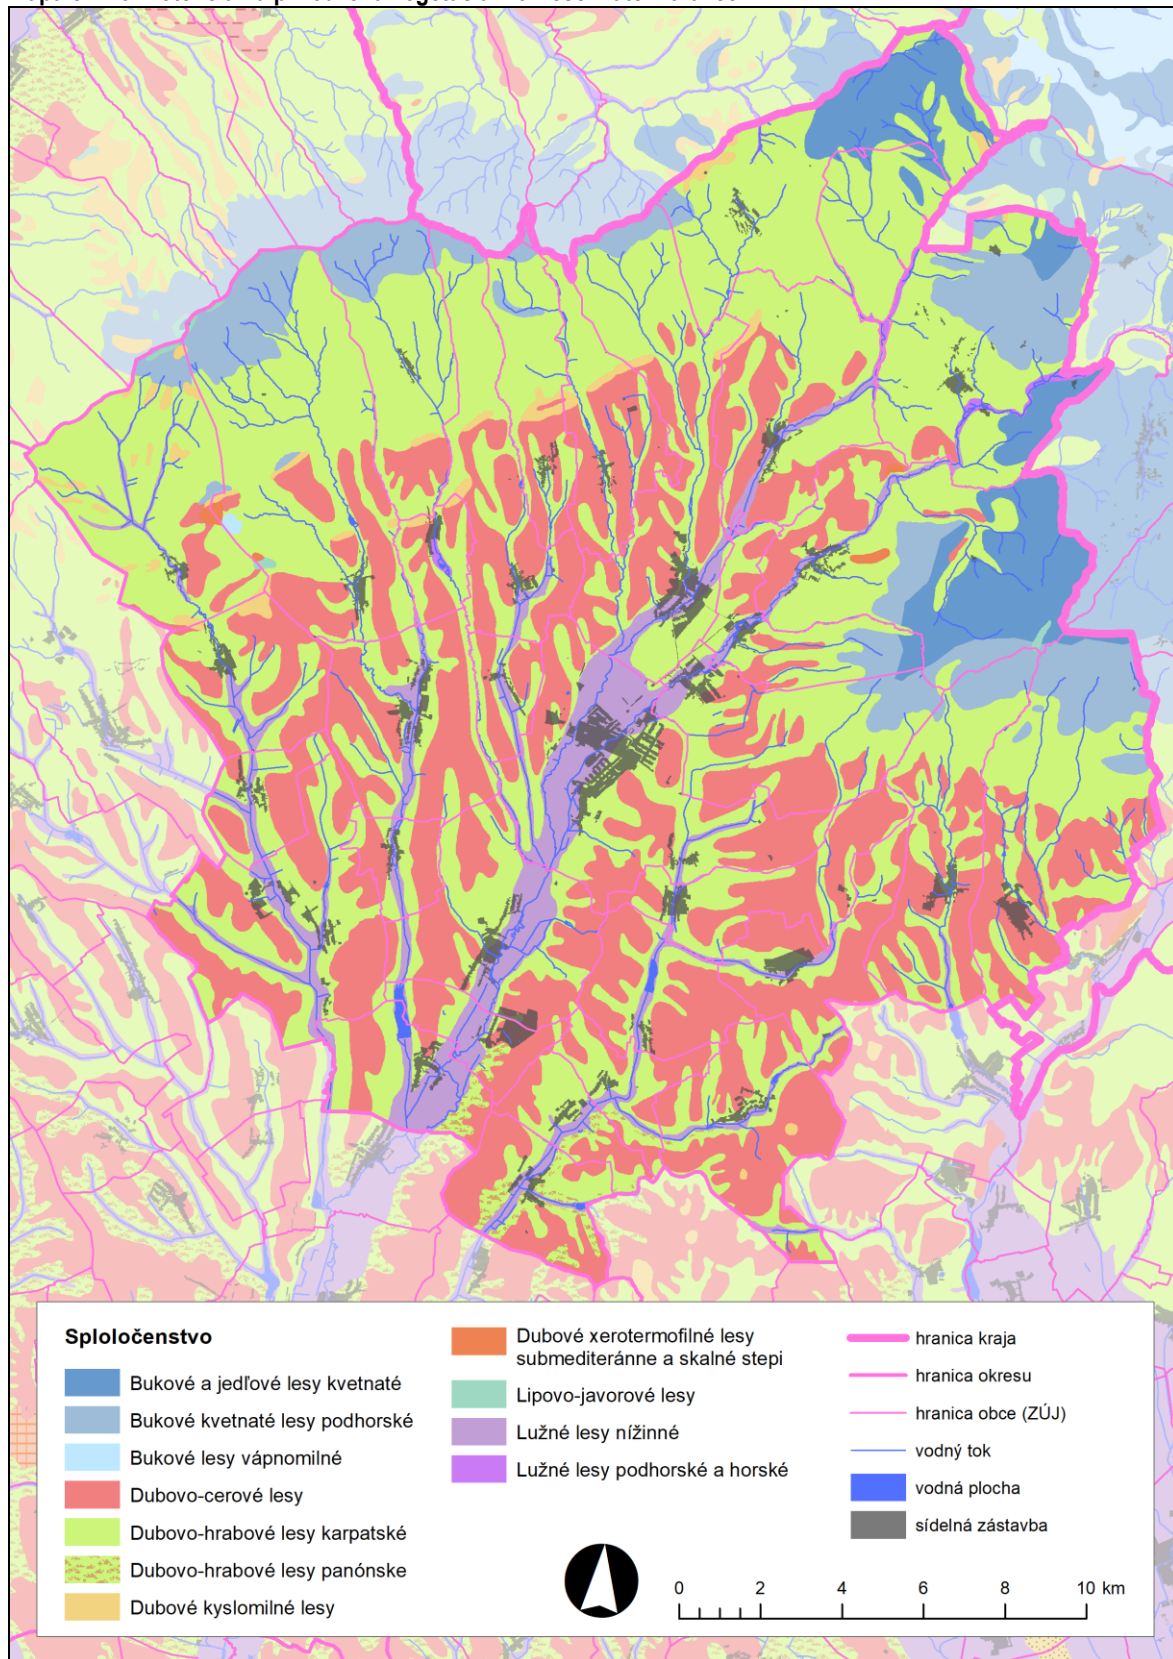 Sploločenstvo
Bukové a jedľové lesy kvetnaté
Bukové kvetnaté lesy podhorské
Bukové lesy vápnomilné
Dubovo-cerové lesy
Dubovo-hrabové lesy karpatské
Dubovo-hrabové lesy panónske
Dubové kyslomilné lesy
Dubové xerotermofilné lesy
submediteránne a skalné stepi
Lipovo-javorové lesy
Lužné lesy nížinné
Lužné lesy podhorské a horské
hranica kraja
hranica okresu
hranica obce (ZÚJ)
vodný tok
vodná plocha
sídelná zástavba
0 2 4 6 8 10 km